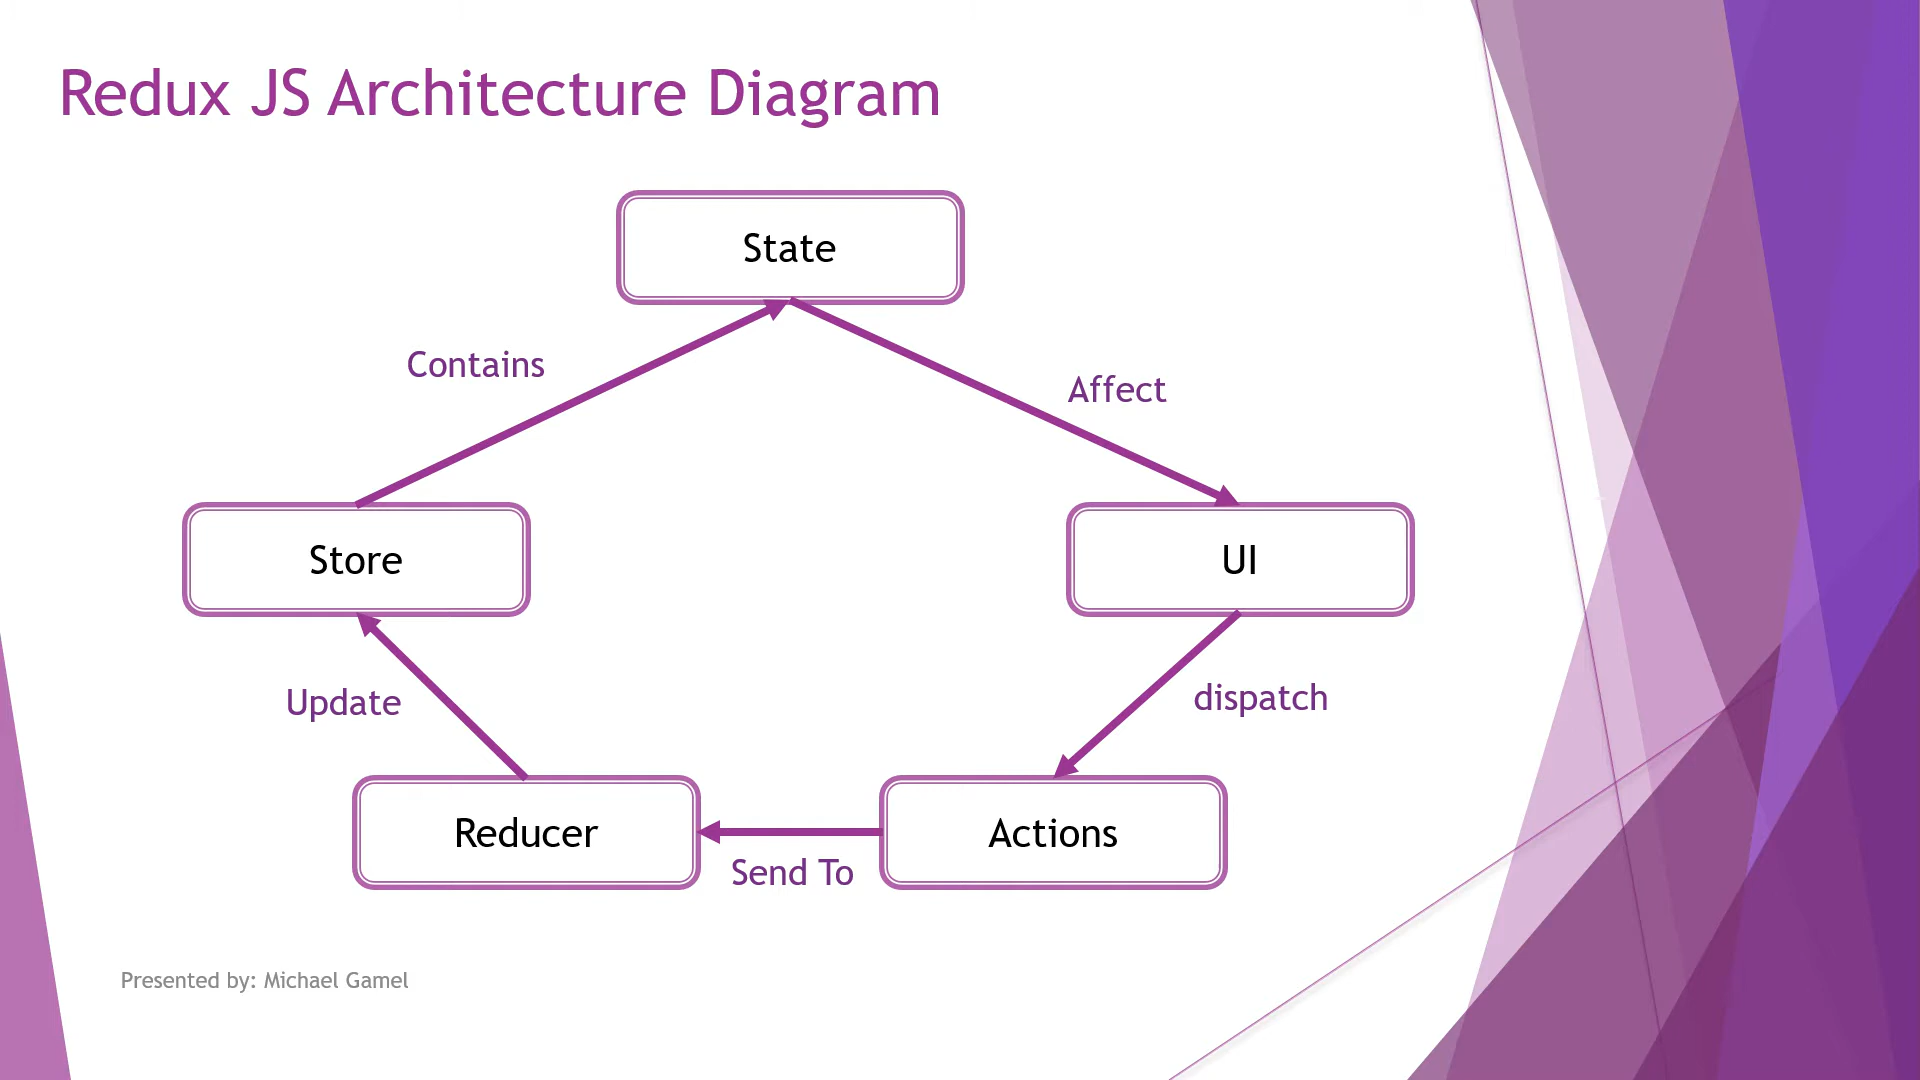 Redux JS Architecture Diagram
State
Contains
Affect
Store
UI
Update
dispatch
Reducer
Actions
Send To
Presented by: Michael Gamel